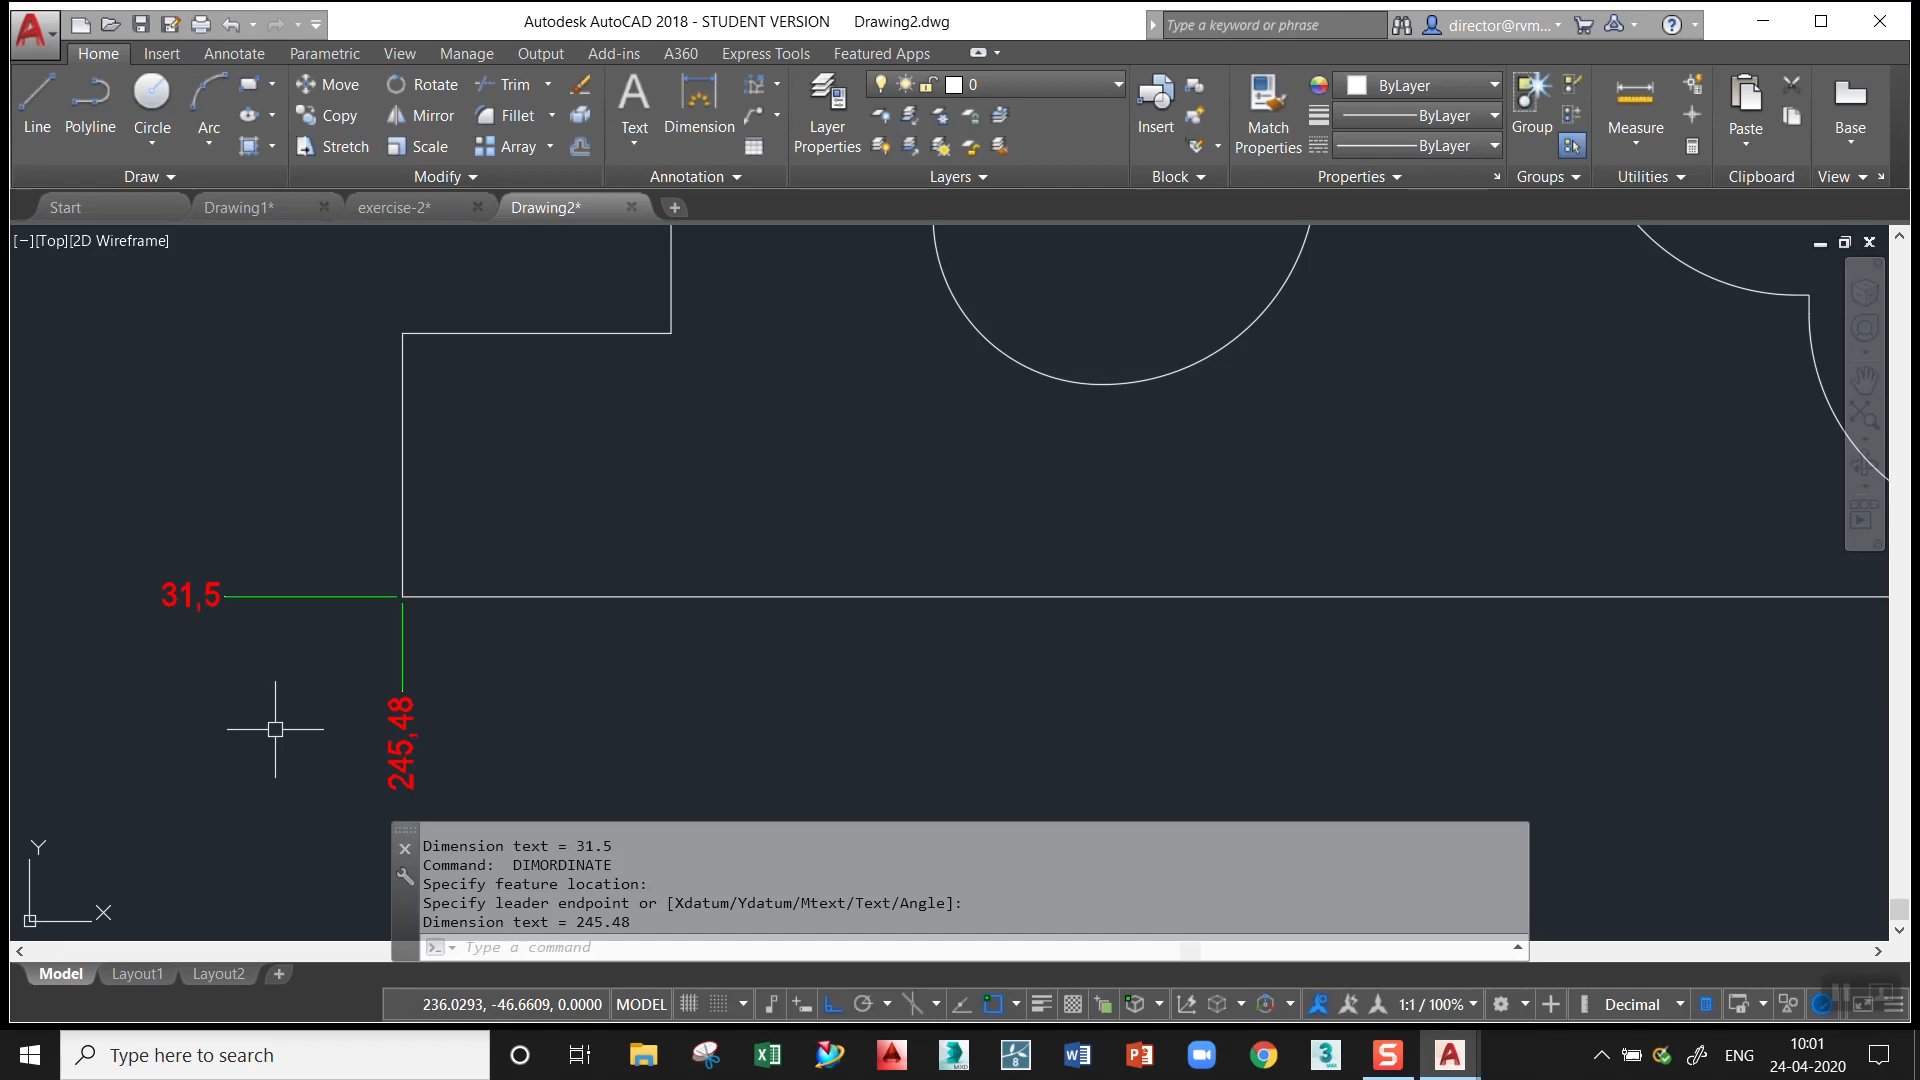 Autodesk AutoCAD 2018 - STUDENT VERSION Drawing2.dwg
Type a keyword or phrase
director@rvm...
Home Insert Annotate Parametric View Manage Output Add-ins A360 Express Tools Featured Apps
Line Polyline Circle Arc
Move Rotate Trim
Copy Mirror Fillet
Stretch Scale Array
Text Dimension
Layer Properties
0
Insert
Match Properties
ByLayer
ByLayer
ByLayer
Group
Measure
Paste
Base
Draw Modify Annotation Layers Block Properties Groups Utilities Clipboard View
Start Drawing1* exercise-2* Drawing2*
[−][Top][2D Wireframe]
31,5
245,48
Y
X
Dimension text = 31.5
Command: DIMORDINATE
Specify feature location:
Specify leader endpoint or [Xdatum/Ydatum/Mtext/Text/Angle]:
Dimension text = 245.48
Type a command
Model Layout1 Layout2
236.0293, -46.6609, 0.0000 MODEL 1:1 / 100% Decimal
Type here to search
ENG
10:01
24-04-2020